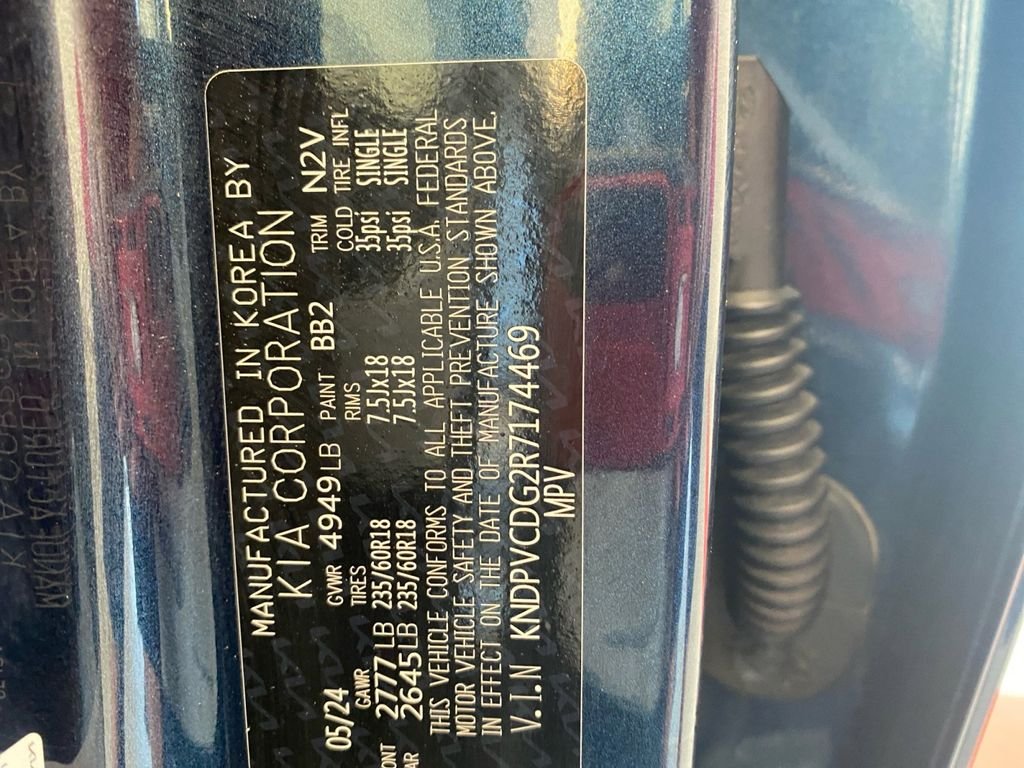 MANUFACTURED IN KOREA BY
KIA CORPORATION
05/24 GVWR 4949LB PAINT BB2 TRIM N2V
GAWR TIRES RIMS COLD TIRE INFL
ONT 2777LB 235/60R18 7.5Jx18 35psi SINGLE
AR 2645LB 235/60R18 7.5Jx18 35psi SINGLE
THIS VEHICLE CONFORMS TO ALL APPLICABLE U.S.A. FEDERAL
MOTOR VEHICLE SAFETY AND THEFT PREVENTION STANDARDS
IN EFFECT ON THE DATE OF MANUFACTURE SHOWN ABOVE.
V.I.N KNDPVCDG2R7174469
MPV